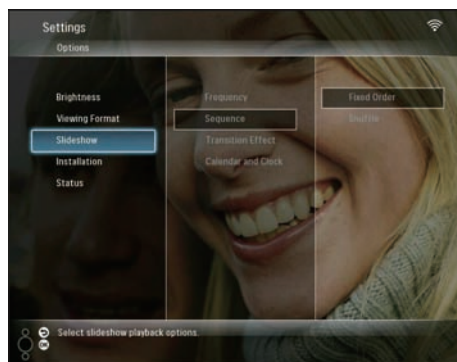 Settings
Options
Brightness
Viewing Format
Slideshow
Installation
Status
Frequency
Sequence
Transition Effect
Calendar and Clock
Fixed Order
Shuffle
Select slideshow playback options.
OK